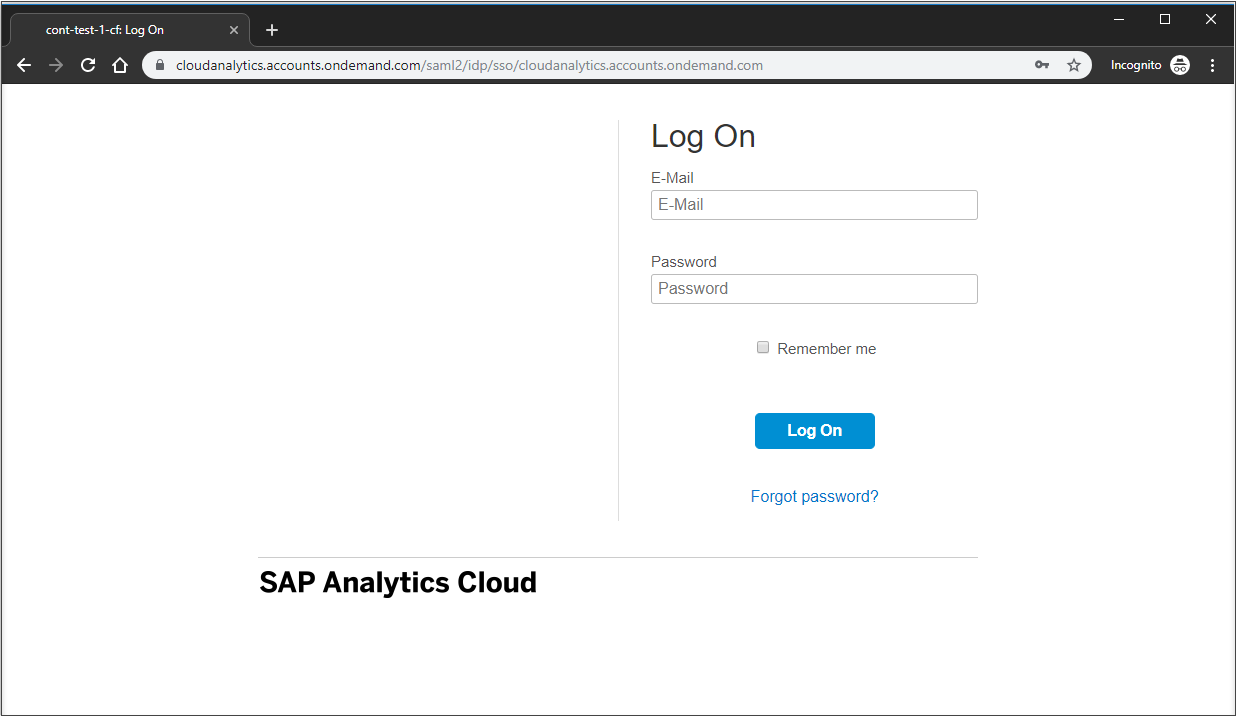 cont-test-1-cf: Log On
cloudanalytics.accounts.ondemand.com/saml2/idp/sso/cloudanalytics.accounts.ondemand.com
Incognito
Log On
E-Mail
E-Mail
Password
Password
Remember me
Log On
Forgot password?
SAP Analytics Cloud